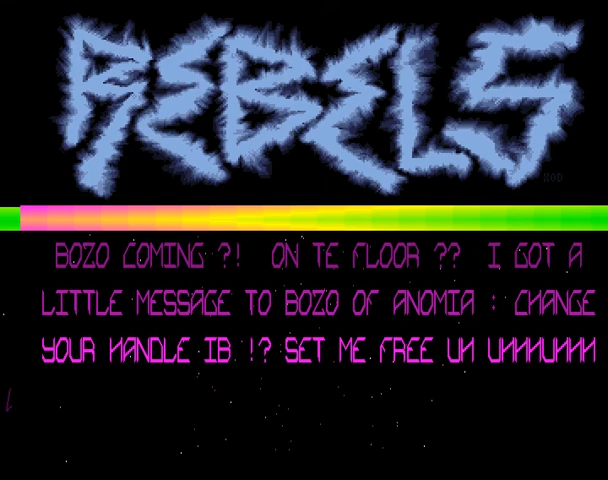 REBELS
BOZO COMING ?! ON TE FLOOR ?? I GOT A
LITTLE MESSAGE TO BOZO OF ANOMIA : CHANGE
YOUR HANDLE IB !? SET ME FREE UH UHHHUHHH